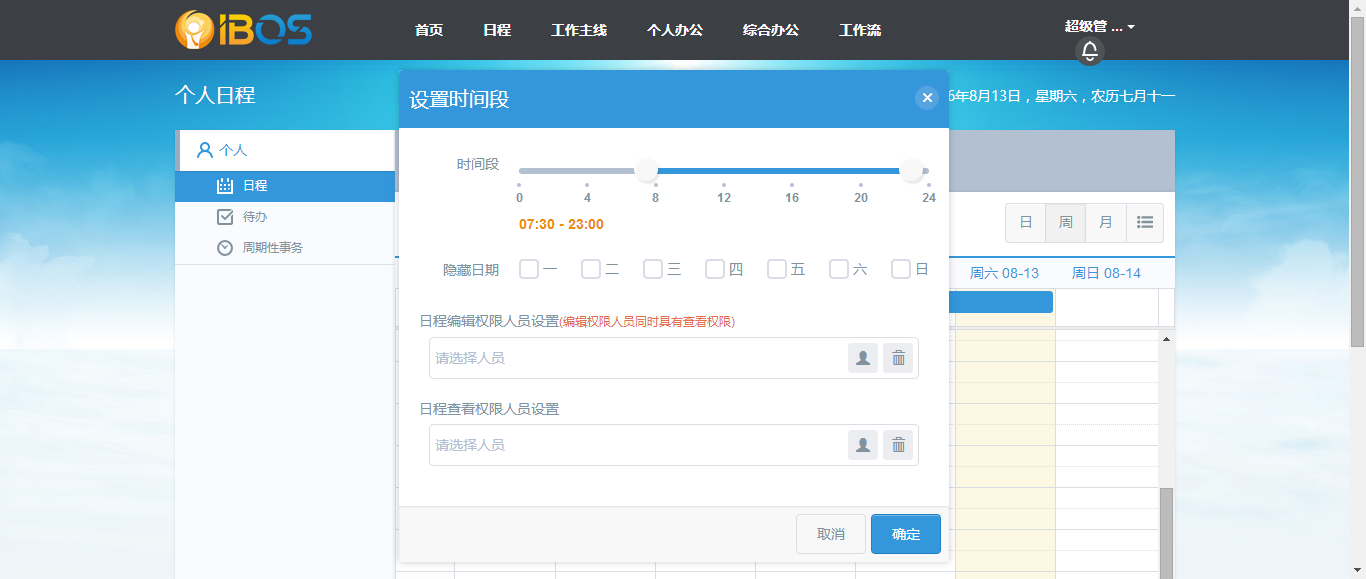 IBOS 首页 日程 工作主线 个人办公 综合办公 工作流 超级管 ...
个人日程
6年8月13日，星期六，农历七月十一
设置时间段
个人
日程
待办
周期性事务
时间段
0 4 8 12 16 20 24
07:30 - 23:00
隐藏日期 一 二 三 四 五 六 日
日 周 月
周六 08-13 周日 08-14
日程编辑权限人员设置(编辑权限人员同时具有查看权限)
请选择人员
日程查看权限人员设置
请选择人员
取消 确定